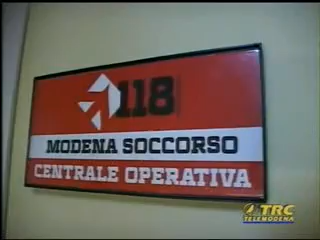 118
MODENA SOCCORSO
CENTRALE OPERATIVA
TRC
TELEMODENA